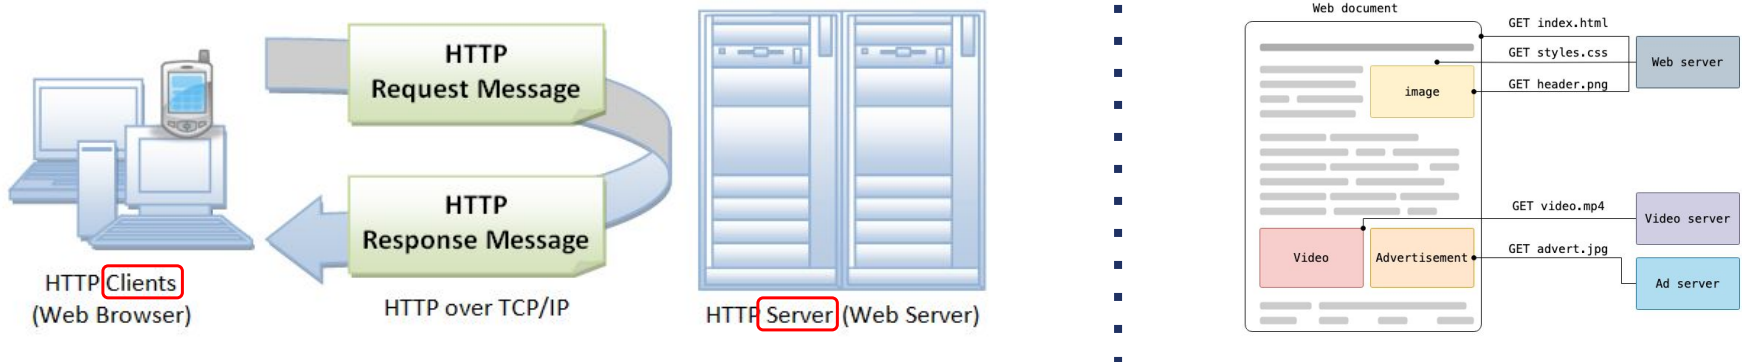 HTTP
Request Message
HTTP
Response Message
HTTP Clients
(Web Browser)
HTTP over TCP/IP
HTTP Server (Web Server)
Web document
GET index.html
GET styles.css
Web server
image
GET header.png
GET video.mp4
Video server
GET advert.jpg
Video
Advertisement
Ad server